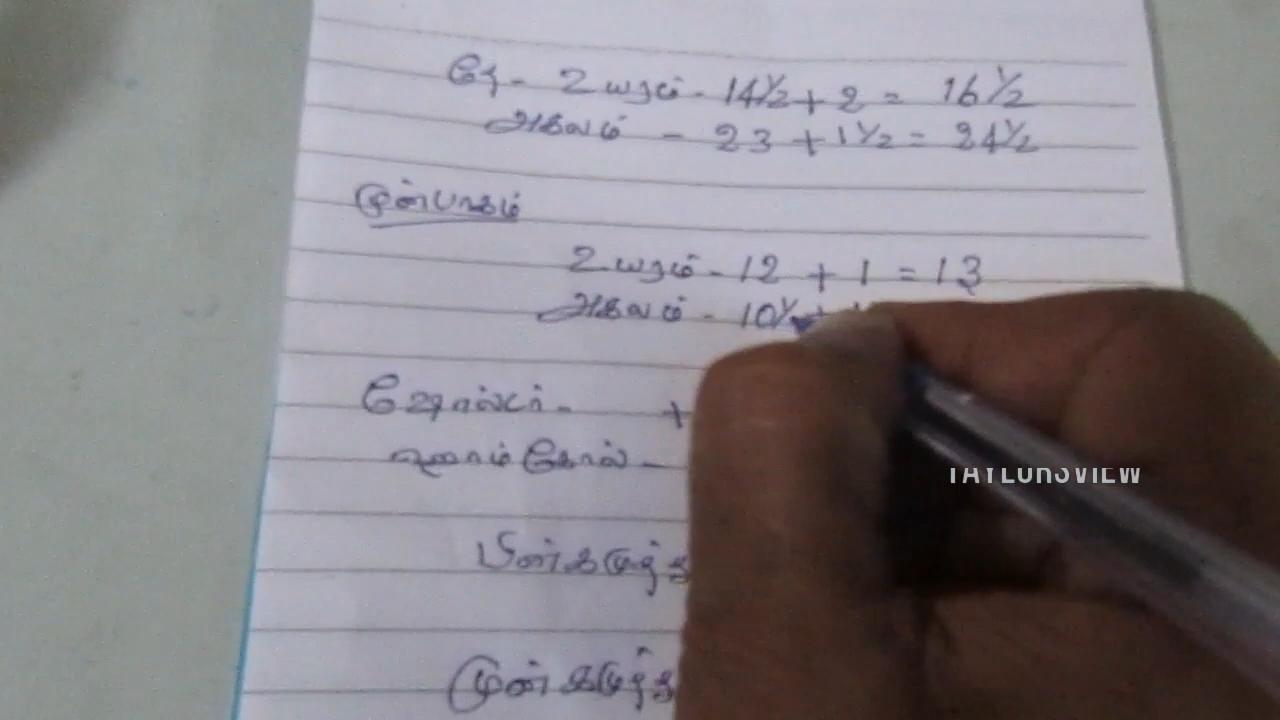 தே- உயரம் - 14½ + 2 = 16½
அகலம் - 23 + 1½ = 24½
முன்பாகம்
உயரம் - 12 + 1 = 13
அகலம் - 10½ +
ஷோல்டர் - +
ஆம்கோல் -
பின்கழுத்து
முன்கழுத்து
TAYLORSVIEW